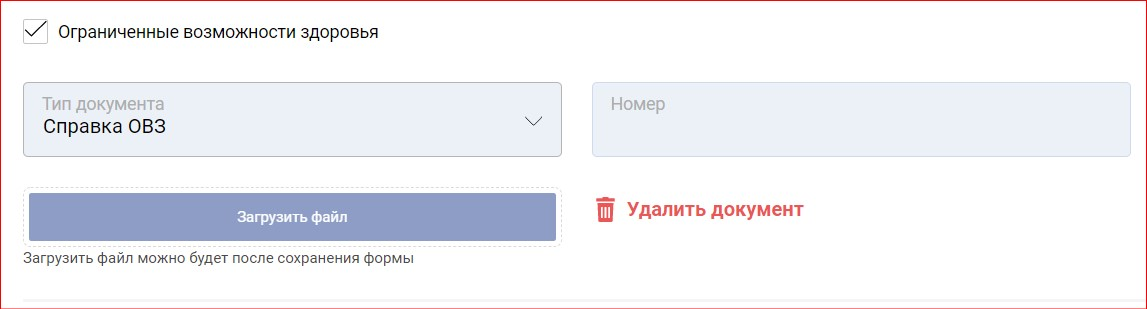 Ограниченные возможности здоровья
Тип документа
Справка ОВЗ
Номер
Загрузить файл
Удалить документ
Загрузить файл можно будет после сохранения формы